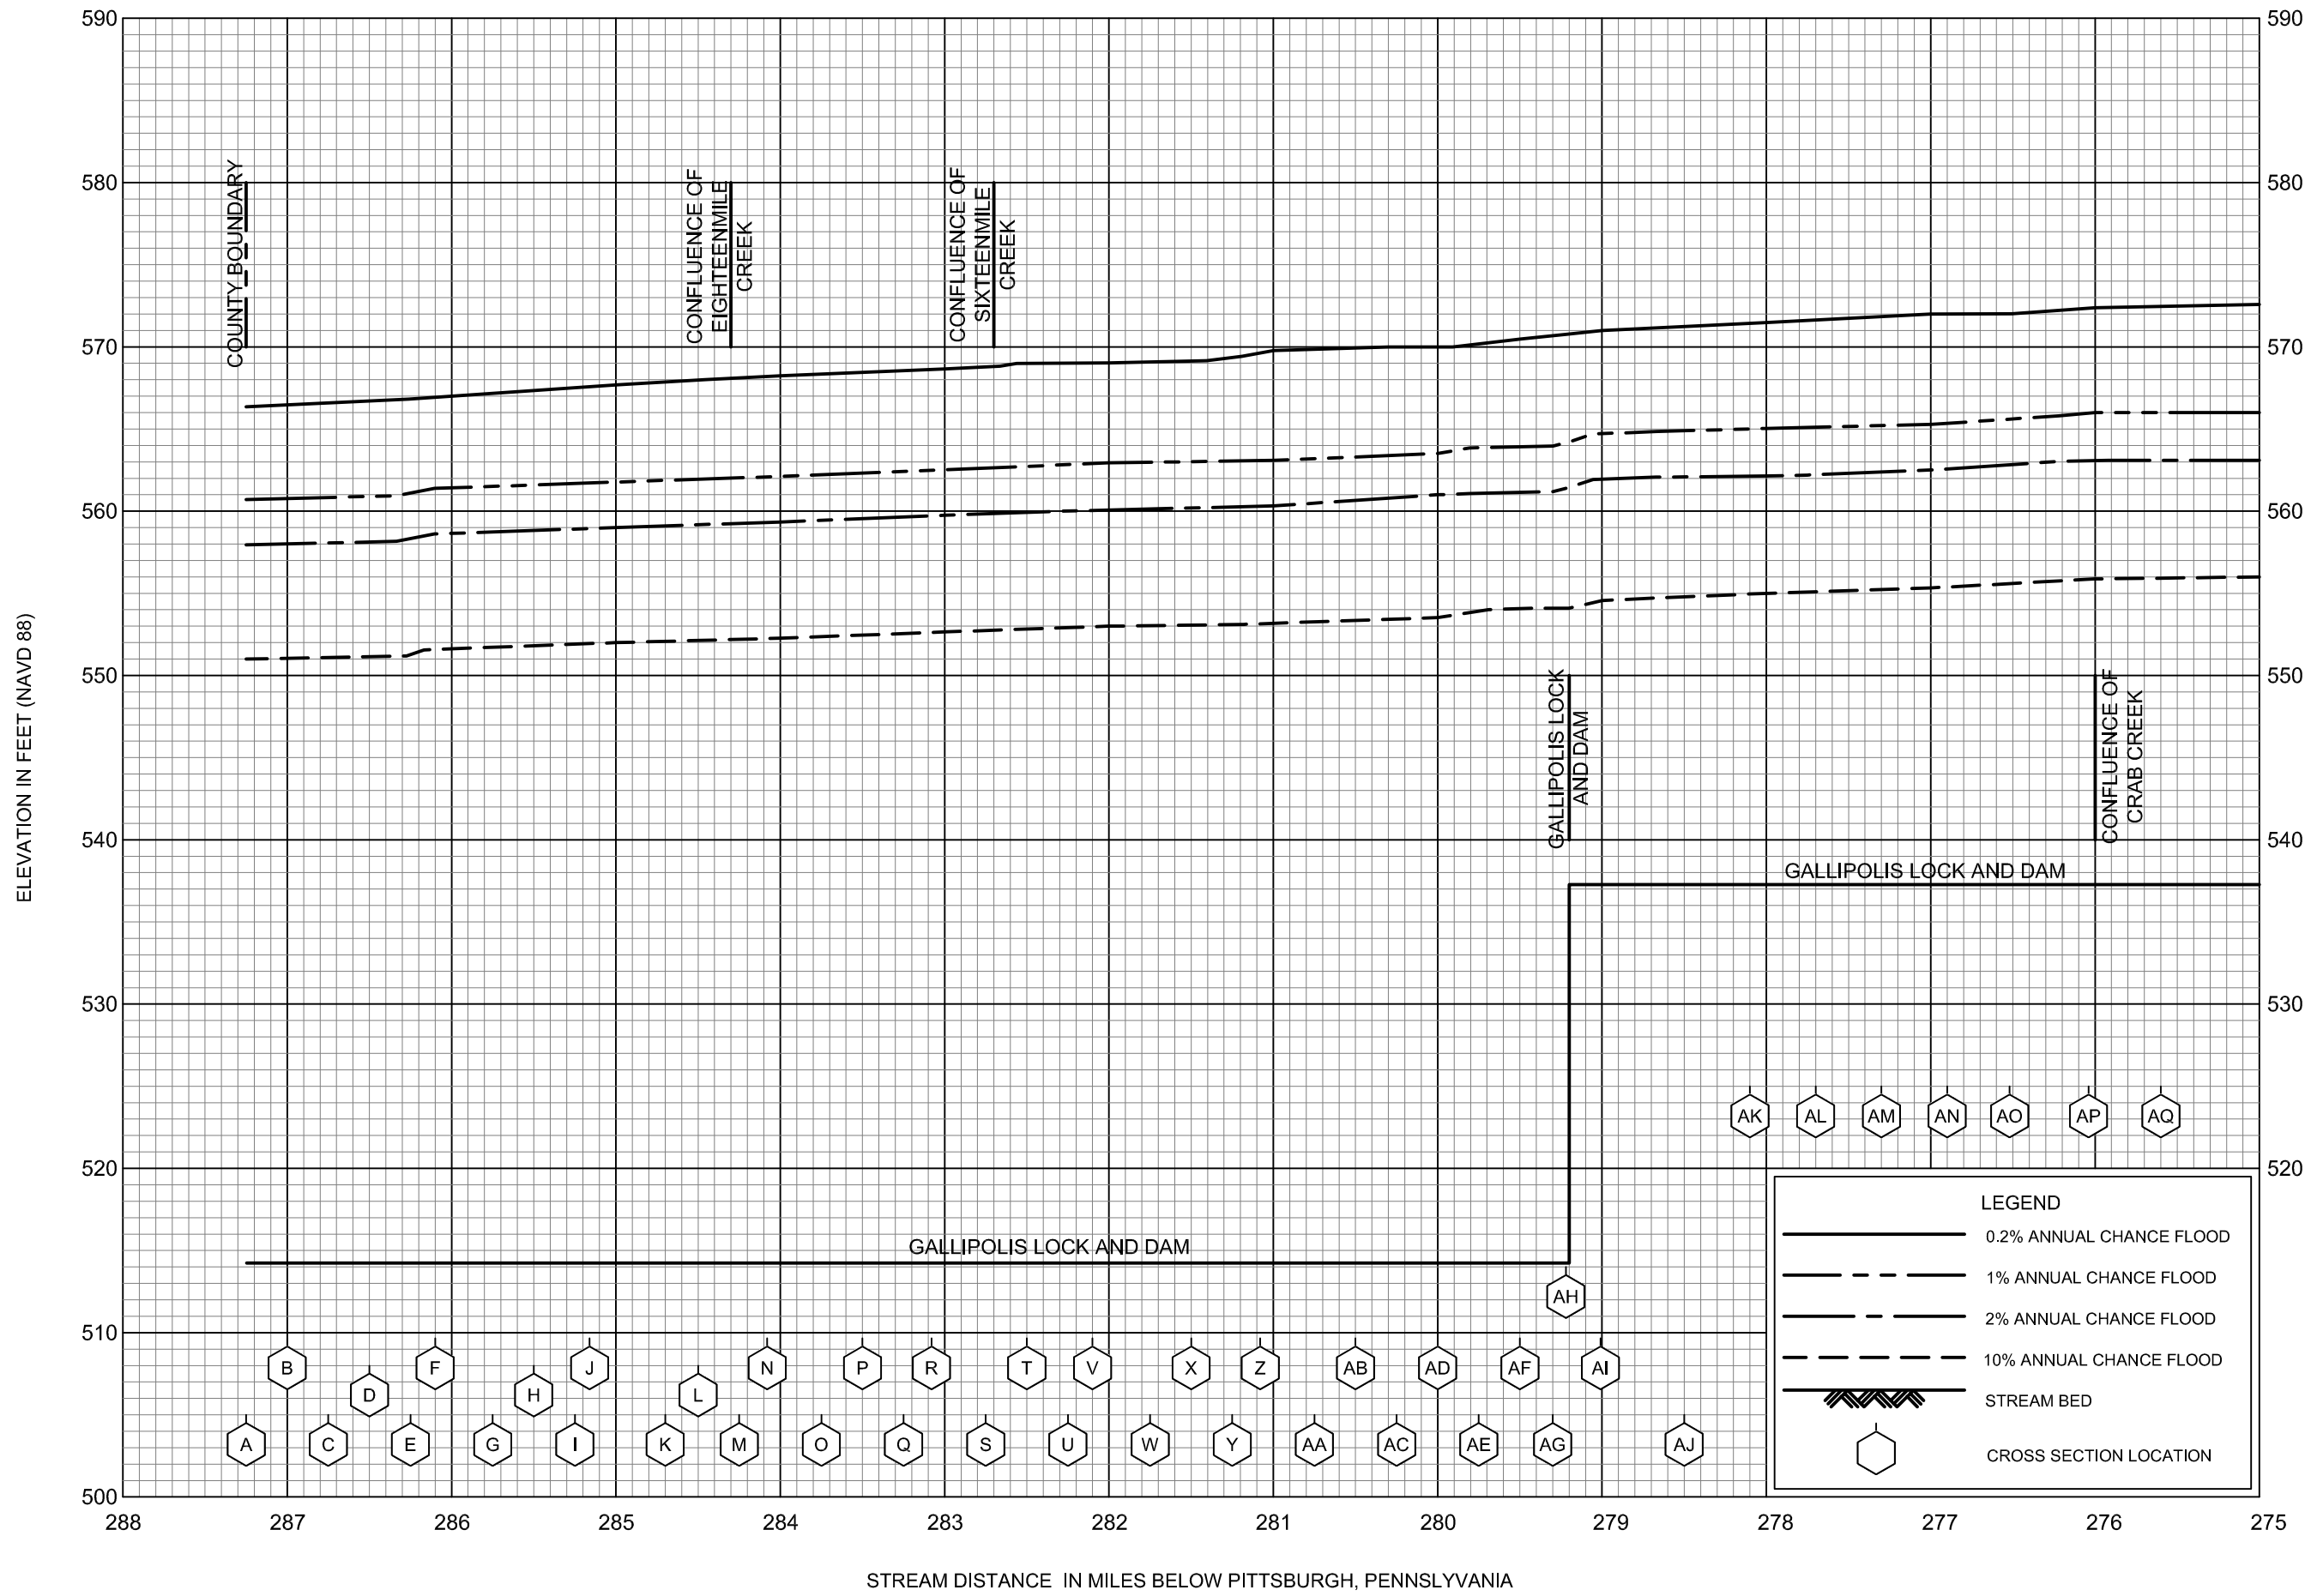 590
590
580
580
570
570
560
560
550
550
540
540
530
530
520
520
510
500
ELEVATION IN FEET (NAVD 88)
COUNTY BOUNDARY
CONFLUENCE OF
EIGHTEENMILE
CREEK
CONFLUENCE OF
SIXTEENMILE
CREEK
GALLIPOLIS LOCK
AND DAM
CONFLUENCE OF
CRAB CREEK
GALLIPOLIS LOCK AND DAM
GALLIPOLIS LOCK AND DAM
AK
AL
AM
AN
AO
AP
AQ
AH
B
F
J
N
P
R
T
V
X
Z
AB
AD
AF
AI
D
H
L
A
C
E
G
I
K
M
O
Q
S
U
W
Y
AA
AC
AE
AG
AJ
LEGEND
0.2% ANNUAL CHANCE FLOOD
1% ANNUAL CHANCE FLOOD
2% ANNUAL CHANCE FLOOD
10% ANNUAL CHANCE FLOOD
STREAM BED
CROSS SECTION LOCATION
288
287
286
285
284
283
282
281
280
279
278
277
276
275
STREAM DISTANCE IN MILES BELOW PITTSBURGH, PENNSLYVANIA